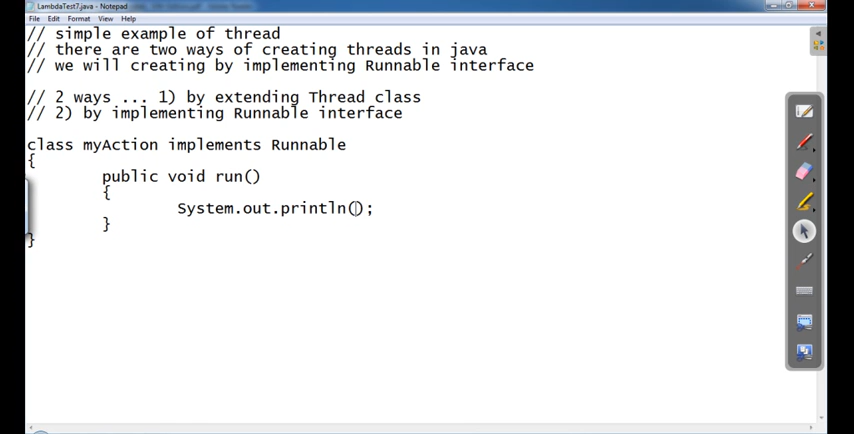 LambdaTest7.java - Notepad
File Edit Format View Help
// simple example of thread
// there are two ways of creating threads in java
// we will creating by implementing Runnable interface
// 2 ways ... 1) by extending Thread class
// 2) by implementing Runnable interface
class myAction implements Runnable
{
public void run()
{
System.out.println();
}
}